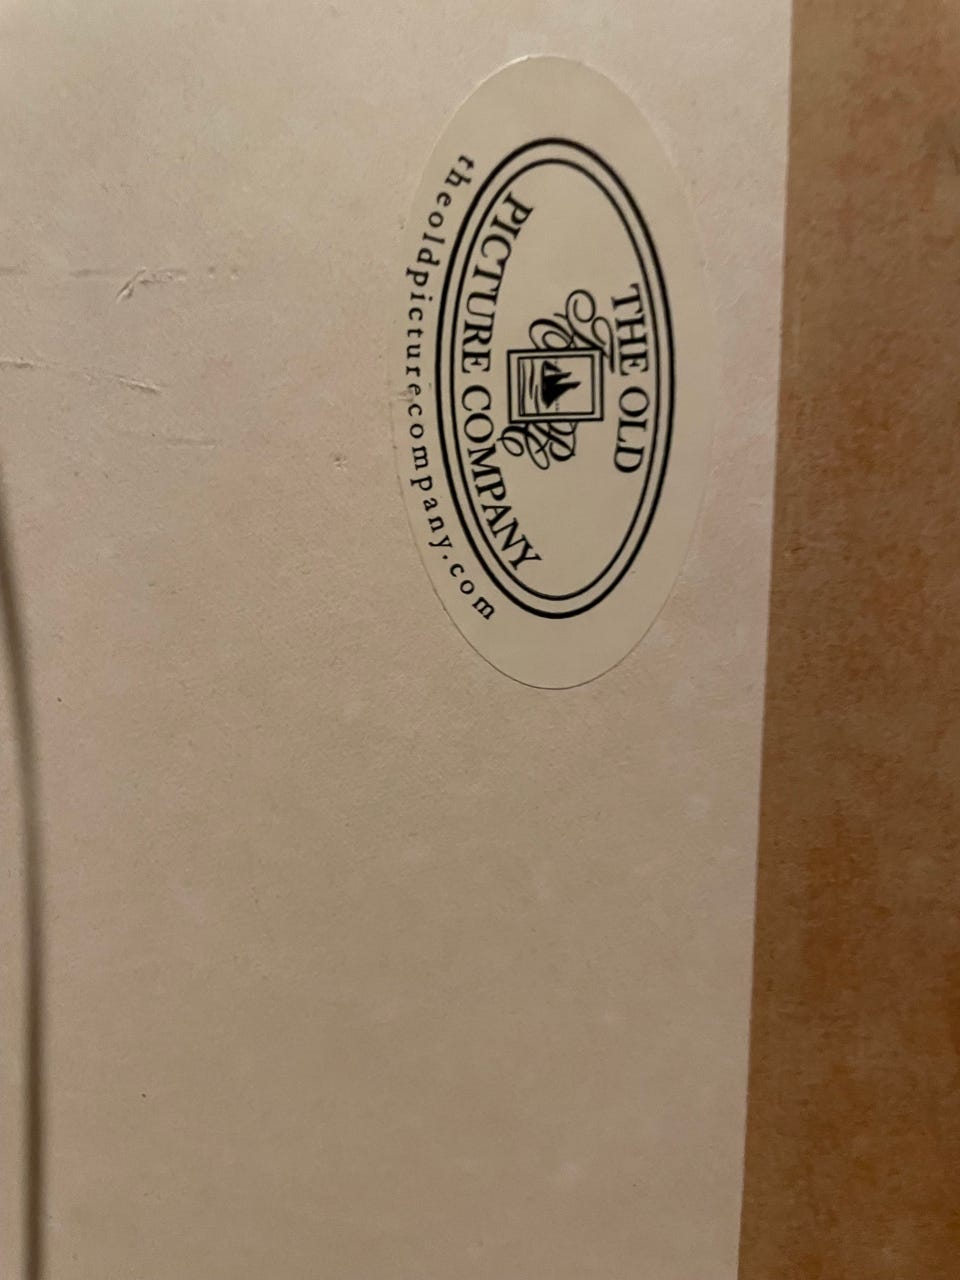 THE OLD
PICTURE COMPANY
theoldpicturecompany.com